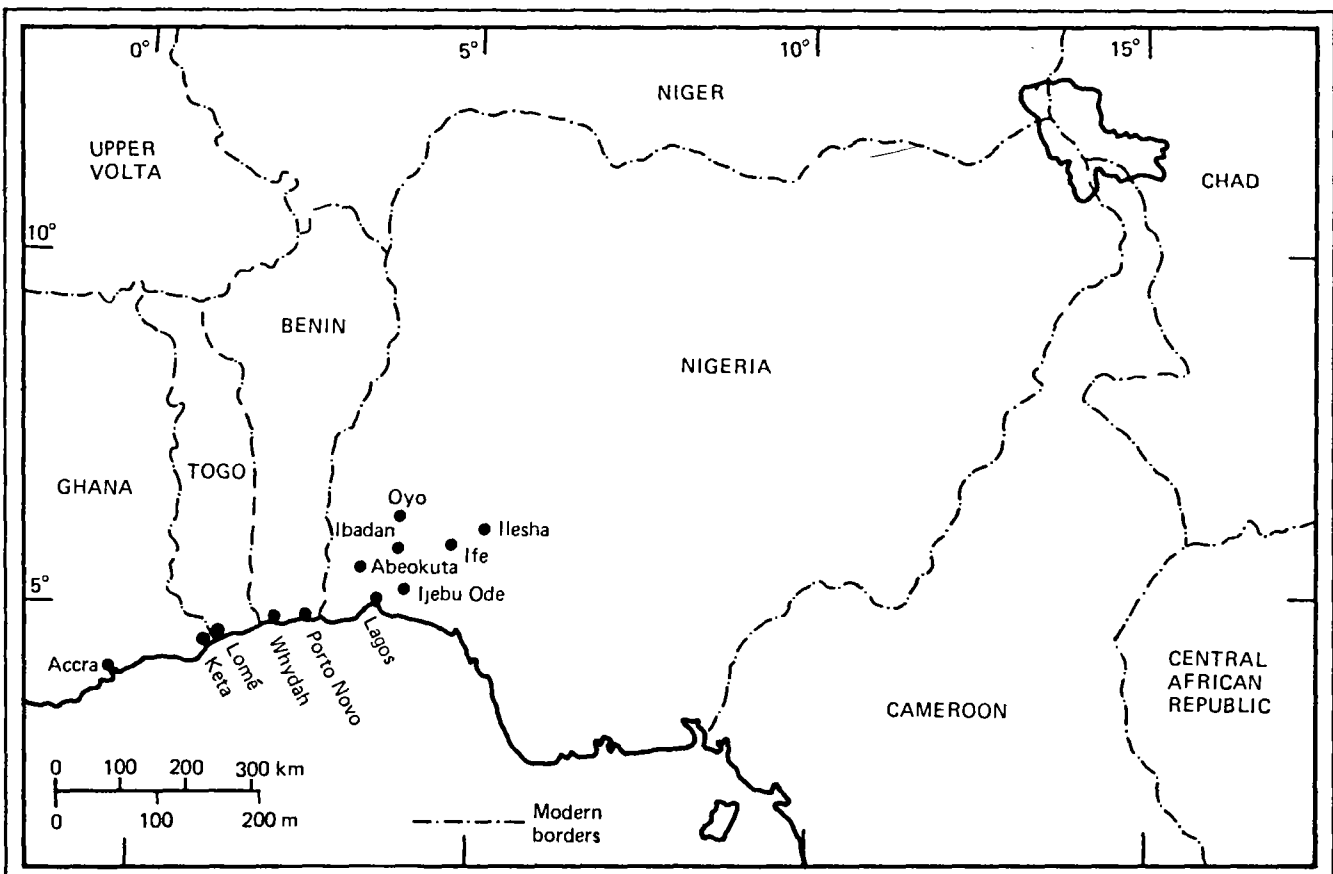 0°
5°
10°
15°
NIGER
UPPER
VOLTA
CHAD
10°
BENIN
NIGERIA
TOGO
GHANA
Oyo
Ibadan
Ilesha
Ife
Abeokuta
Ijebu Ode
5°
Lagos
Porto Novo
Whydah
Lomé
Keta
Accra
CENTRAL
AFRICAN
REPUBLIC
CAMEROON
0 100 200 300 km
0 100 200 m
Modern
borders